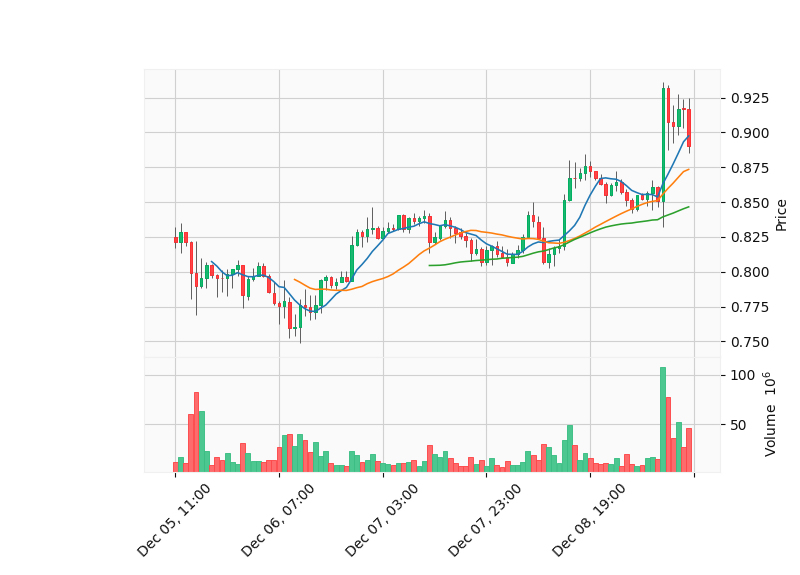 0.925
0.900
0.875
0.850
0.825
0.800
0.775
0.750
Price
100
50
Volume 10^6
Dec 05, 11:00
Dec 06, 07:00
Dec 07, 03:00
Dec 07, 23:00
Dec 08, 19:00